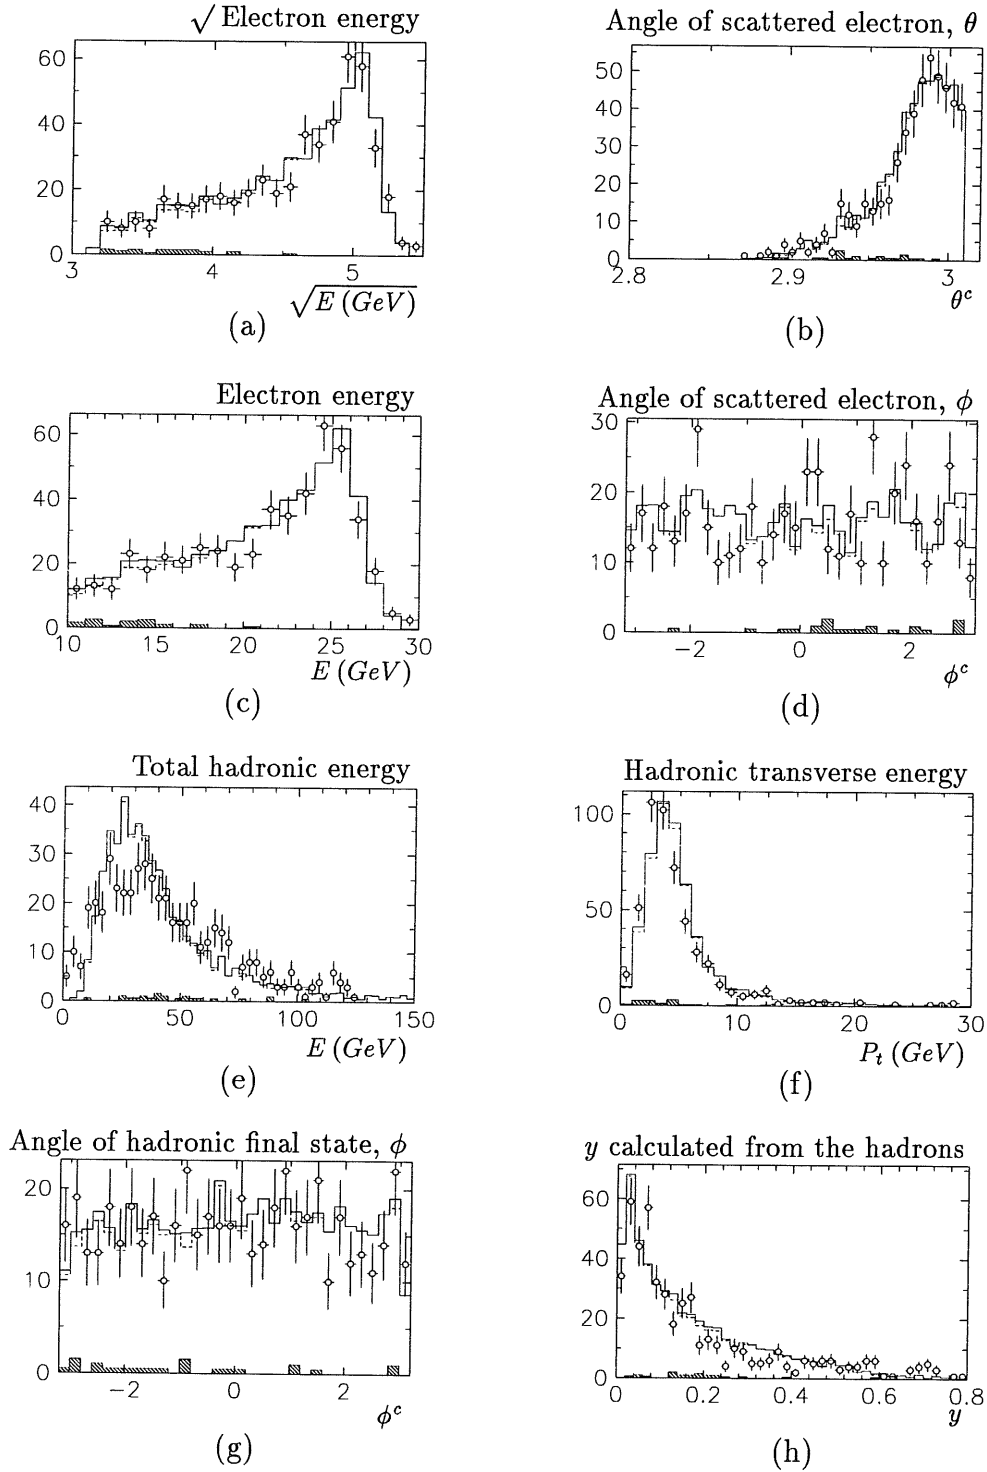 √ Electron energy
60
40
20
0
3 4 5
√E (GeV)
(a)
Angle of scattered electron, θ
50
40
30
20
10
0
2.8 2.9 3
θᶜ
(b)
Electron energy
60
40
20
0
10 15 20 25 30
E (GeV)
(c)
Angle of scattered electron, ϕ
30
20
10
0
−2 0 2
ϕᶜ
(d)
Total hadronic energy
40
30
20
10
0
0 50 100 150
E (GeV)
(e)
Hadronic transverse energy
100
50
0
0 10 20 30
Pₜ (GeV)
(f)
Angle of hadronic final state, ϕ
20
10
0
−2 0 2
ϕᶜ
(g)
y calculated from the hadrons
60
40
20
0
0 0.2 0.4 0.6 0.8
y
(h)